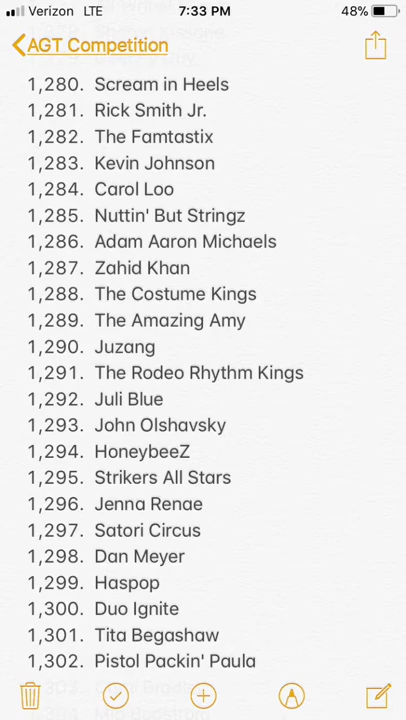 Verizon LTE 7:33 PM 48%
AGT Competition
1,280. Scream in Heels
1,281. Rick Smith Jr.
1,282. The Famtastix
1,283. Kevin Johnson
1,284. Carol Loo
1,285. Nuttin' But Stringz
1,286. Adam Aaron Michaels
1,287. Zahid Khan
1,288. The Costume Kings
1,289. The Amazing Amy
1,290. Juzang
1,291. The Rodeo Rhythm Kings
1,292. Juli Blue
1,293. John Olshavsky
1,294. HoneybeeZ
1,295. Strikers All Stars
1,296. Jenna Renae
1,297. Satori Circus
1,298. Dan Meyer
1,299. Haspop
1,300. Duo Ignite
1,301. Tita Begashaw
1,302. Pistol Packin' Paula